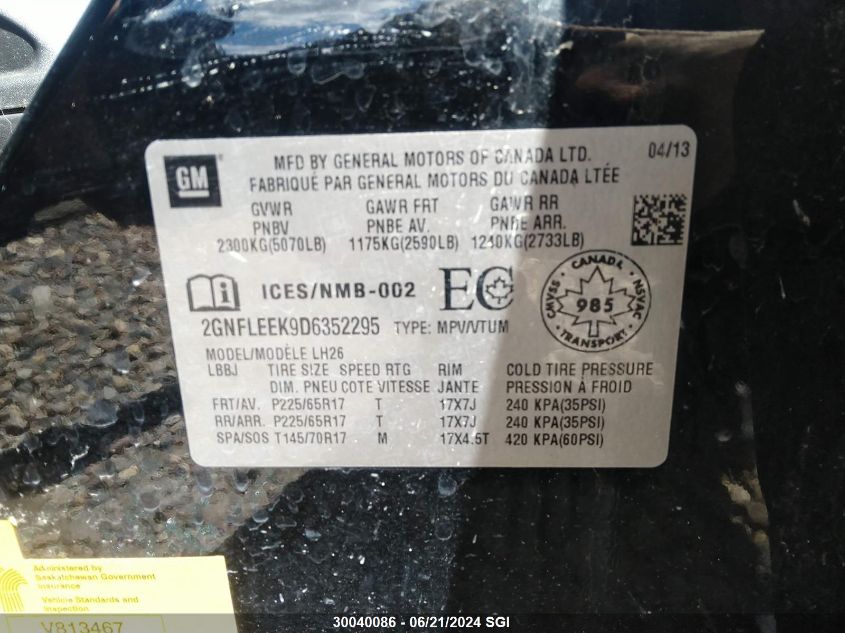 GM
MFD BY GENERAL MOTORS OF CANADA LTD. 04/13
FABRIQUÉ PAR GENERAL MOTORS DU CANADA LTÉE
GVWR GAWR FRT GAWR RR
PNBV PNBE AV. PNBE ARR.
2300KG(5070LB) 1175KG(2590LB) 1240KG(2733LB)
ICES/NMB-002 EC
CANADA
CMVSS 985 NSVAC
TRANSPORT
2GNFLEEK9D6352295 TYPE: MPV/VTUM
MODEL/MODÈLE LH26
LBBJ TIRE SIZE SPEED RTG RIM COLD TIRE PRESSURE
DIM. PNEU COTE VITESSE JANTE PRESSION À FROID
FRT/AV. P225/65R17 T 17X7J 240 KPA(35PSI)
RR/ARR. P225/65R17 T 17X7J 240 KPA(35PSI)
SPA/SOS T145/70R17 M 17X4.5T 420 KPA(60PSI)
Administered by
Saskatchewan Government
Insurance
Vehicle Standards and
Inspection
V813467
30040086 - 06/21/2024 SGI